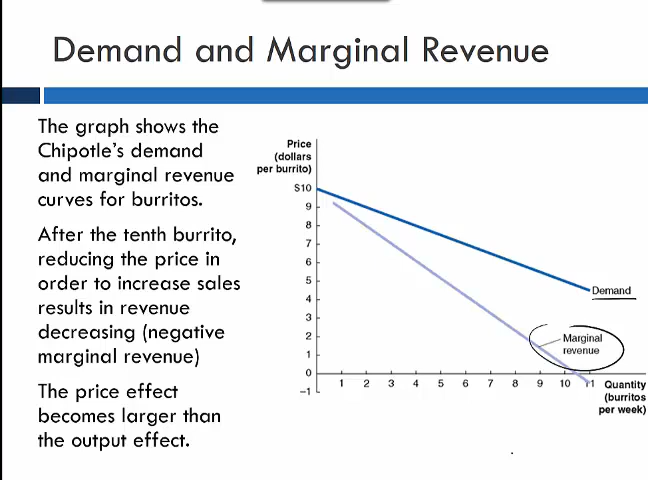 Demand and Marginal Revenue
The graph shows the
Chipotle's demand
and marginal revenue
curves for burritos.
After the tenth burrito,
reducing the price in
order to increase sales
results in revenue
decreasing (negative
marginal revenue)
The price effect
becomes larger than
the output effect.
Price
(dollars
per burrito)
$10
9
8
7
6
5
4
3
2
1
0
−1
Demand
Marginal
revenue
1 2 3 4 5 6 7 8 9 10 11
Quantity
(burritos
per week)